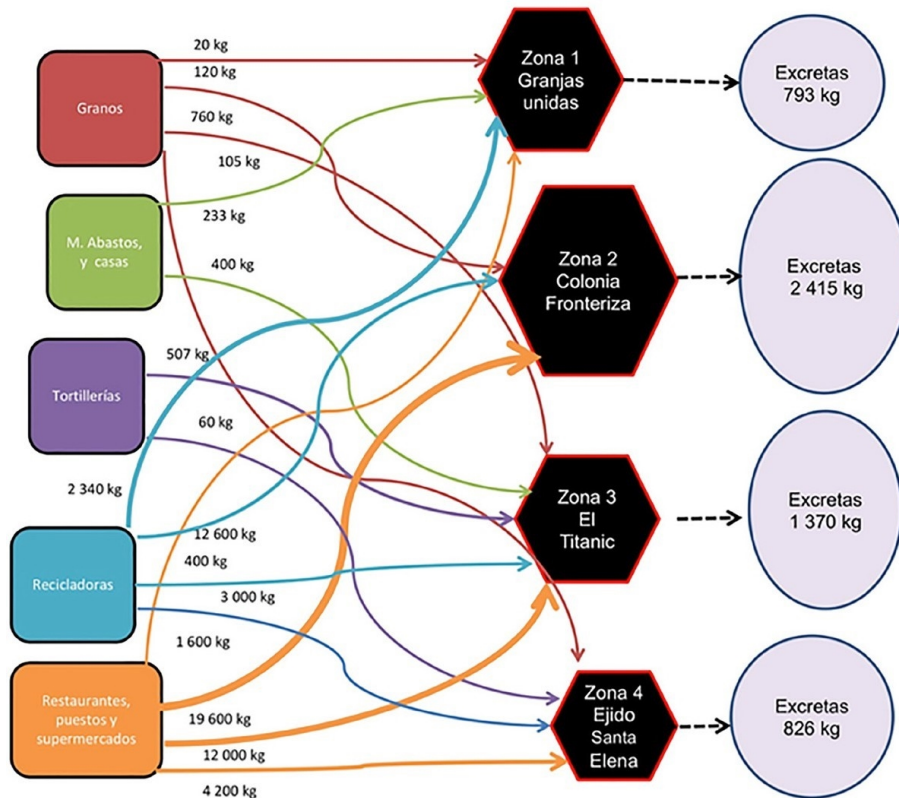 20 kg
120 kg
Granos
760 kg
105 kg
233 kg
M. Abastos,
y casas
400 kg
507 kg
Tortillerías
60 kg
2 340 kg
12 600 kg
400 kg
Recicladoras
3 000 kg
1 600 kg
Restaurantes,
puestos y
supermercados
19 600 kg
12 000 kg
4 200 kg
Zona 1
Granjas
unidas
Zona 2
Colonia
Fronteriza
Zona 3
El
Titanic
Zona 4
Ejido
Santa
Elena
Excretas
793 kg
Excretas
2 415 kg
Excretas
1 370 kg
Excretas
826 kg